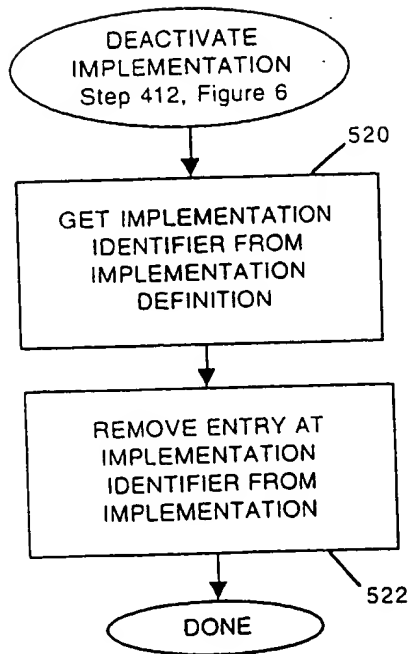 DEACTIVATE
IMPLEMENTATION
Step 412, Figure 6
520
GET IMPLEMENTATION
IDENTIFIER FROM
IMPLEMENTATION
DEFINITION
REMOVE ENTRY AT
IMPLEMENTATION
IDENTIFIER FROM
IMPLEMENTATION
522
DONE